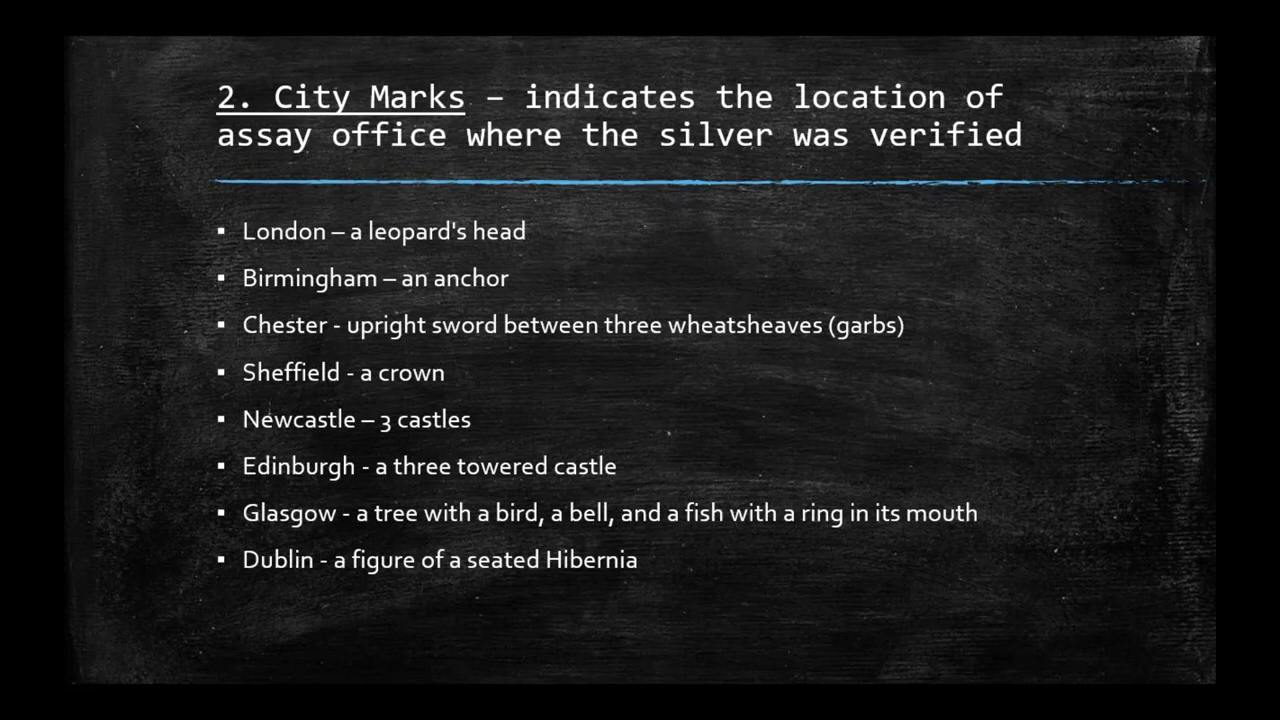 2. City Marks – indicates the location of
assay office where the silver was verified
▪ London – a leopard's head
▪ Birmingham – an anchor
▪ Chester - upright sword between three wheatsheaves (garbs)
▪ Sheffield - a crown
▪ Newcastle – 3 castles
▪ Edinburgh - a three towered castle
▪ Glasgow - a tree with a bird, a bell, and a fish with a ring in its mouth
▪ Dublin - a figure of a seated Hibernia